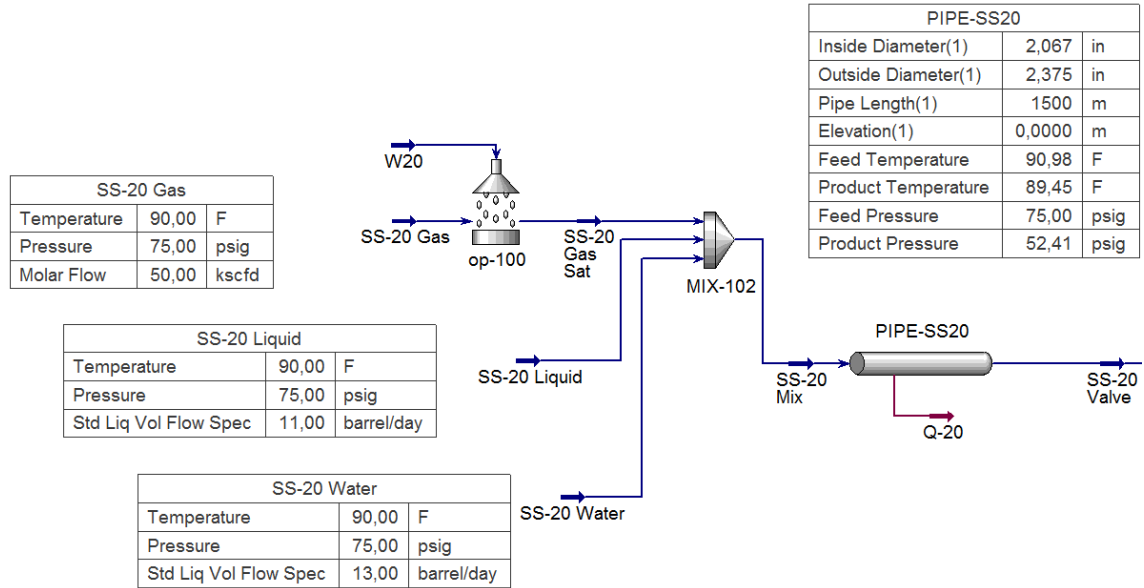 PIPE-SS20
Inside Diameter(1) 2,067 in
Outside Diameter(1) 2,375 in
Pipe Length(1) 1500 m
Elevation(1) 0,0000 m
Feed Temperature 90,98 F
Product Temperature 89,45 F
Feed Pressure 75,00 psig
Product Pressure 52,41 psig
W20
SS-20 Gas
Temperature 90,00 F
Pressure 75,00 psig
Molar Flow 50,00 kscfd
SS-20 Gas
op-100
SS-20
Gas
Sat
MIX-102
SS-20 Liquid
Temperature 90,00 F
Pressure 75,00 psig
Std Liq Vol Flow Spec 11,00 barrel/day
SS-20 Liquid
PIPE-SS20
SS-20
Mix
SS-20
Valve
Q-20
SS-20 Water
Temperature 90,00 F
Pressure 75,00 psig
Std Liq Vol Flow Spec 13,00 barrel/day
SS-20 Water